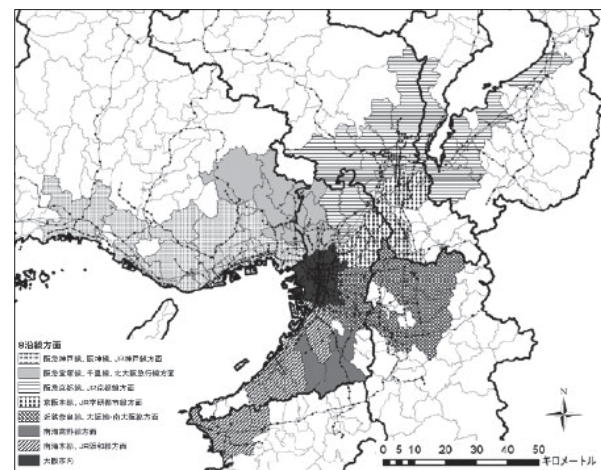 8沿線方面
阪急神戸線, 阪神線, JR神戸線方面
阪急宝塚線, 千里線, 北大阪急行線方面
阪急京都線, JR京都線方面
京阪本線, JR学研都市線方面
近鉄奈良線, 大阪線・南大阪線方面
南海高野線方面
南海本線, JR阪和線方面
大阪市内
N
0 5 10 20 30 40 50
キロメートル